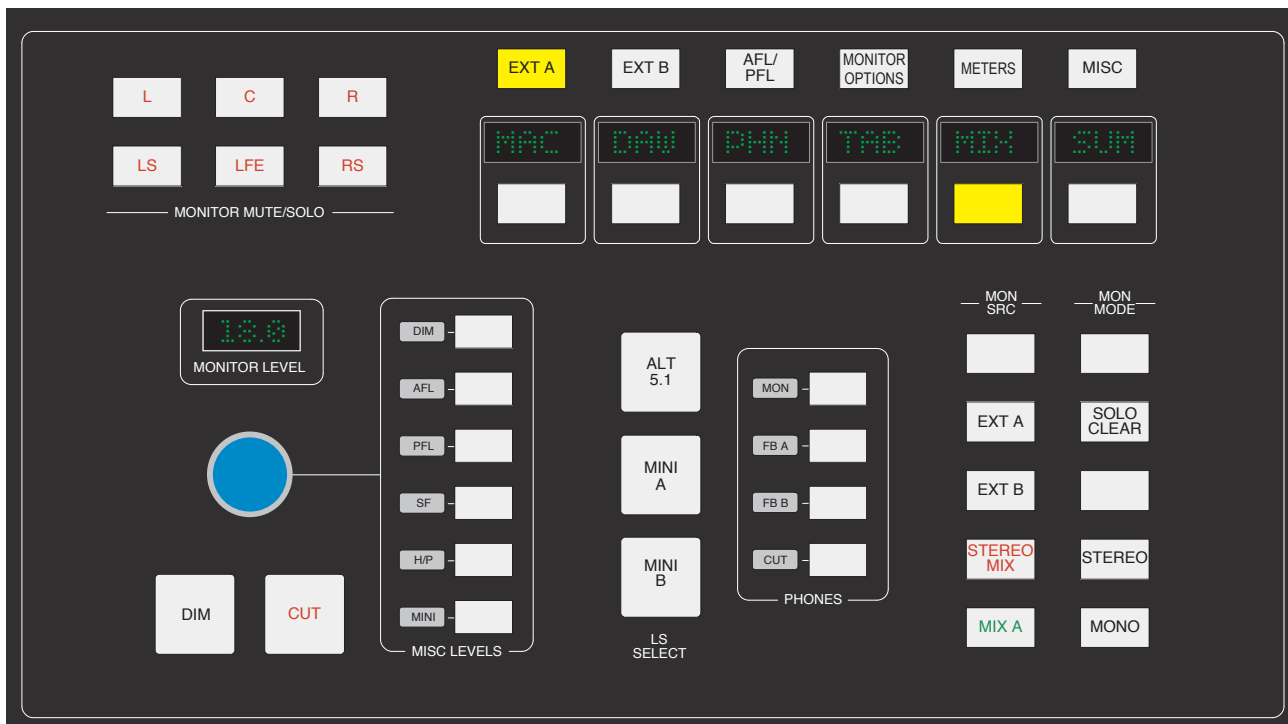 EXT A
EXT B
AFL/
PFL
MONITOR
OPTIONS
METERS
MISC
L
C
R
MAC
DAW
PHN
TAB
MIX
SUM
LS
LFE
RS
MONITOR MUTE/SOLO
18.0
MONITOR LEVEL
DIM
AFL
PFL
SF
H/P
MINI
MISC LEVELS
DIM
CUT
ALT
5.1
MINI
A
MINI
B
LS
SELECT
MON
FB A
FB B
CUT
PHONES
MON
SRC
EXT A
EXT B
STEREO
MIX
MIX A
MON
MODE
SOLO
CLEAR
STEREO
MONO